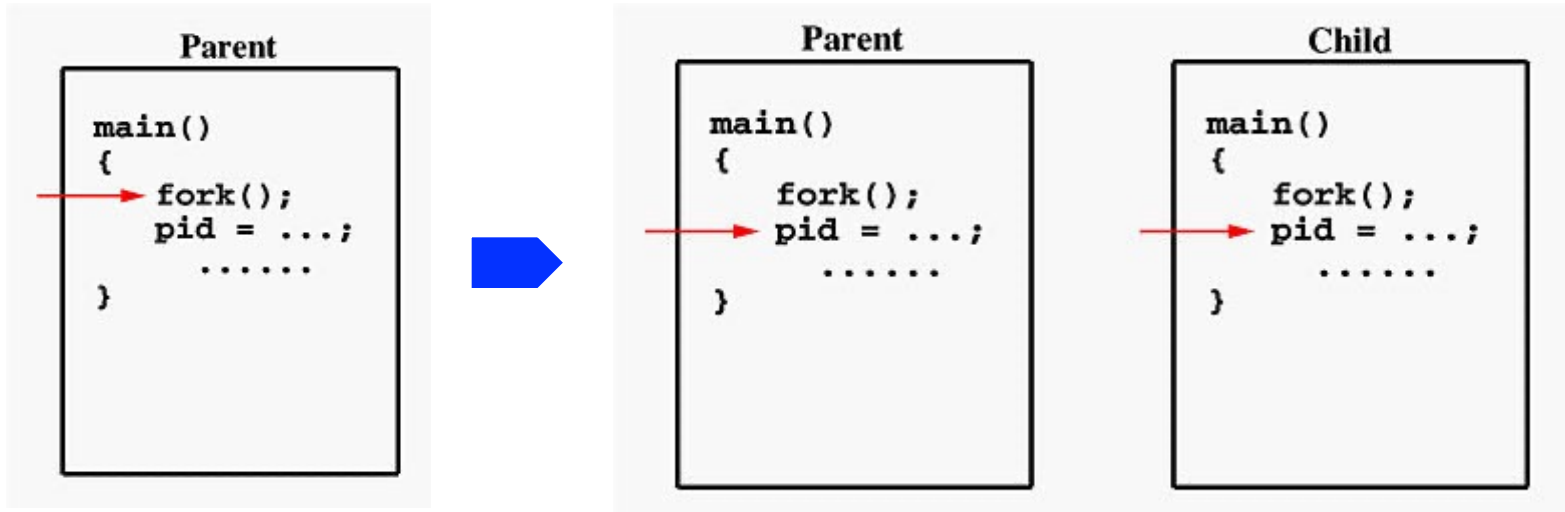 Parent
main()
{
fork();
pid = ...;
......
}
Parent
main()
{
fork();
pid = ...;
......
}
Child
main()
{
fork();
pid = ...;
......
}